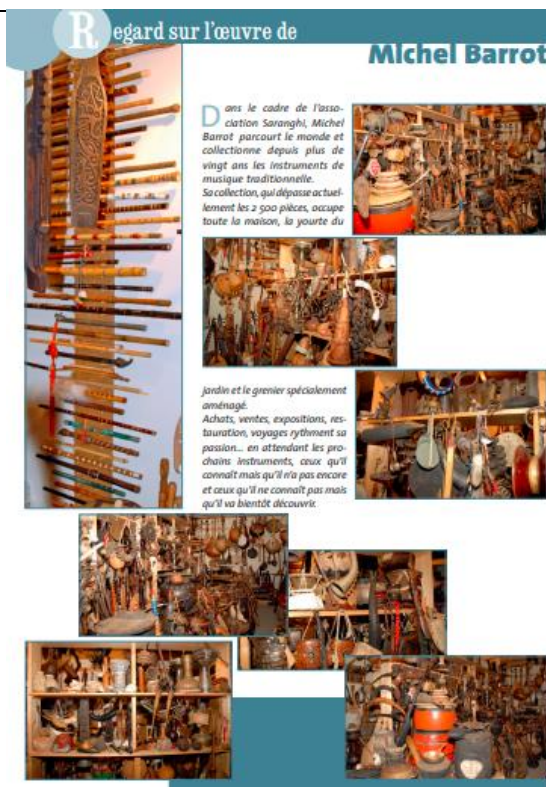 Regard sur l'œuvre de
Michel Barrot
Dans le cadre de l'asso-
ciation Saranghi, Michel
Barrot parcourt le monde et
collectionne depuis plus de
vingt ans les instruments de
musique traditionnelle.
Sa collection, qui dépasse actuel-
lement les 2 500 pièces, occupe
toute la maison, la yourte du
jardin et le grenier spécialement
aménagé.
Achats, ventes, expositions, res-
tauration, voyages rythment sa
passion... en attendant les pro-
chains instruments, ceux qu'il
connaît mais qu'il n'a pas encore
et ceux qu'il ne connaît pas mais
qu'il va bientôt découvrir.